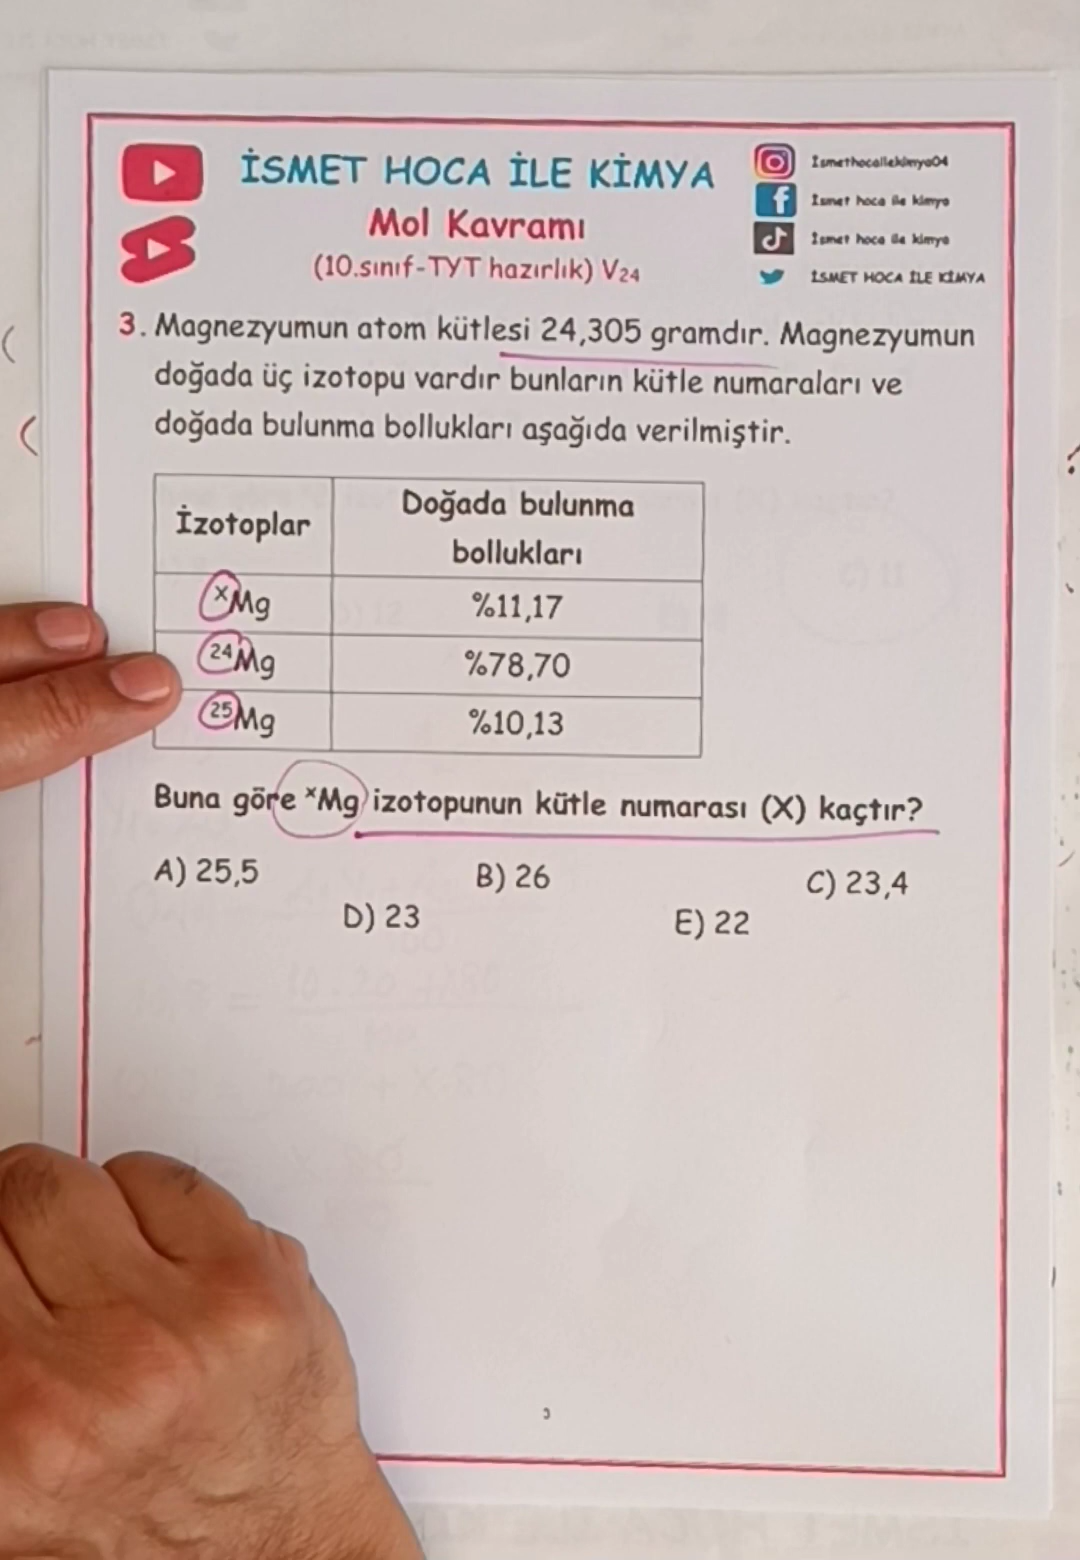 İSMET HOCA İLE KİMYA
Mol Kavramı
(10.sınıf-TYT hazırlık) V24
İsmethocailekimya04
İsmet hoca ile kimya
İsmet hoca ile kimya
İSMET HOCA İLE KİMYA
3. Magnezyumun atom kütlesi 24,305 gramdır. Magnezyumun
doğada üç izotopu vardır bunların kütle numaraları ve
doğada bulunma bollukları aşağıda verilmiştir.
İzotoplar
Doğada bulunma
bollukları
ˣMg %11,17
²⁴Mg %78,70
²⁵Mg %10,13
Buna göre ˣMg izotopunun kütle numarası (X) kaçtır?
A) 25,5 B) 26 C) 23,4
D) 23 E) 22
3